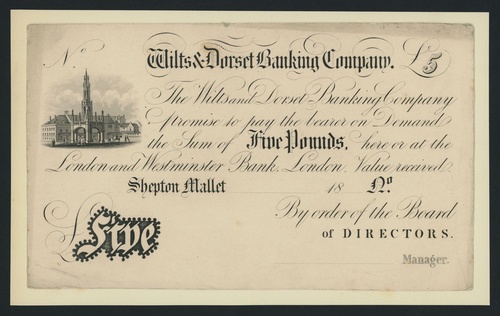 No. Wilts & Dorset Banking Company. £5
The Wilts and Dorset Banking Company
promise to pay the bearer on Demand
the Sum of Five Pounds, here or at the
London and Westminster Bank, London, Value received
Shepton Mallet 18 No.
By order of the Board
of DIRECTORS.
£Five
Manager.